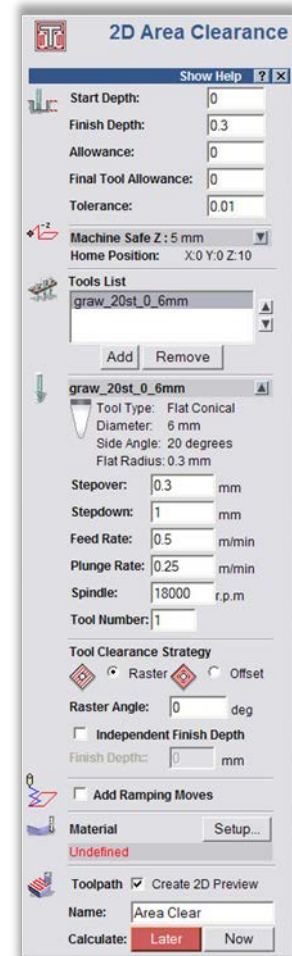 2D Area Clearance
Show Help ? X
Start Depth: 0
Finish Depth: 0.3
Allowance: 0
Final Tool Allowance: 0
Tolerance: 0.01
-Z
Machine Safe Z : 5 mm
Home Position: X:0 Y:0 Z:10
Tools List
graw_20st_0_6mm
Add Remove
graw_20st_0_6mm
Tool Type: Flat Conical
Diameter: 6 mm
Side Angle: 20 degrees
Flat Radius: 0.3 mm
Stepover: 0.3 mm
Stepdown: 1 mm
Feed Rate: 0.5 m/min
Plunge Rate: 0.25 m/min
Spindle: 18000 r.p.m
Tool Number: 1
Tool Clearance Strategy
Raster Offset
Raster Angle: 0 deg
Independent Finish Depth
Finish Depth:: 0 mm
Add Ramping Moves
Material Setup...
Undefined
Toolpath Create 2D Preview
Name: Area Clear
Calculate: Later Now